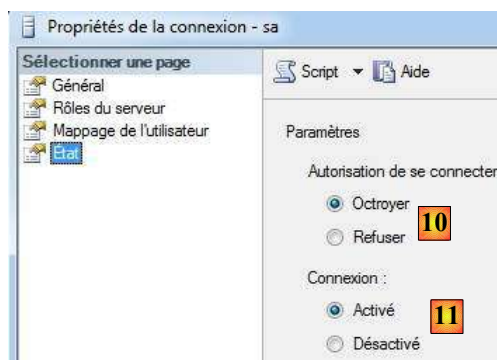 Propriétés de la connexion - sa
Sélectionner une page
Général
Rôles du serveur
Mappage de l'utilisateur
État
Script
Aide
Paramètres
Autorisation de se connecter
Octroyer
Refuser
10
Connexion :
Activé
11
Désactivé